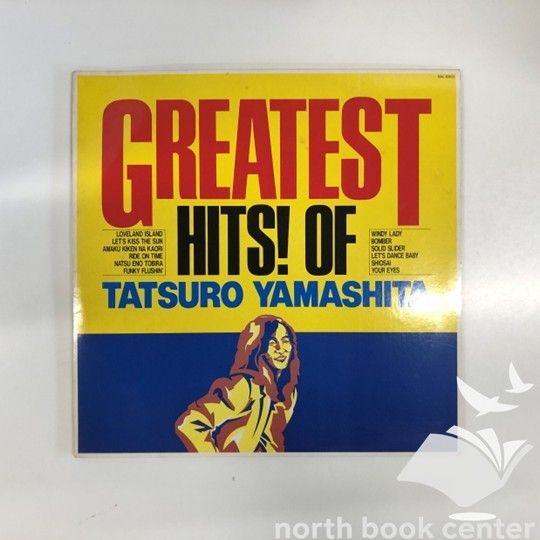 GREATEST
HITS! OF
LOVELAND ISLAND
LET'S KISS THE SUN
AMAKU KIKEN NA KAORI
RIDE ON TIME
NATSU ENO TOBIRA
FUNKY FLUSHIN'
WINDY LADY
BOMBER
SOLID SLIDER
LET'S DANCE BABY
SHIOSAI
YOUR EYES
TATSURO YAMASHITA
north book center